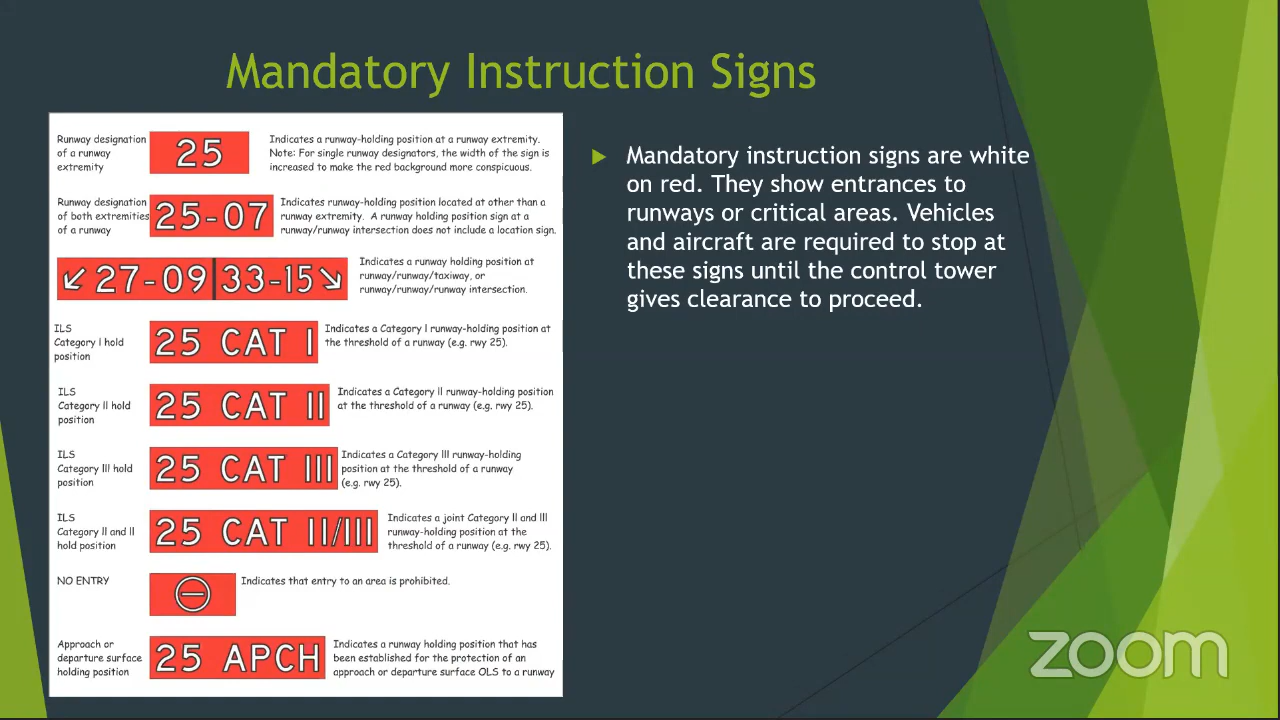 Mandatory Instruction Signs
Runway designation
of a runway
extremity
25
Indicates a runway-holding position at a runway extremity.
Note: For single runway designators, the width of the sign is
increased to make the red background more conspicuous.
Runway designation
of both extremities
of a runway
25-07
Indicates runway-holding position located at other than a
runway extremity. A runway holding position sign at a
runway/runway intersection does not include a location sign.
↙27-09|33-15↘
Indicates a runway holding position at
runway/runway/taxiway, or
runway/runway/runway intersection.
ILS
Category I hold
position
25 CAT I
Indicates a Category I runway-holding position at
the threshold of a runway (e.g. rwy 25).
ILS
Category II hold
position
25 CAT II
Indicates a Category II runway-holding position
at the threshold of a runway (e.g. rwy 25).
ILS
Category III hold
position
25 CAT III
Indicates a Category III runway-holding
position at the threshold of a runway
(e.g. rwy 25).
ILS
Category II and II
hold position
25 CAT II/III
Indicates a joint Category II and III
runway-holding position at the
threshold of a runway (e.g. rwy 25).
NO ENTRY
Indicates that entry to an area is prohibited.
Approach or
departure surface
holding position
25 APCH
Indicates a runway holding position that has
been established for the protection of an
approach or departure surface OLS to a runway
Mandatory instruction signs are white
on red. They show entrances to
runways or critical areas. Vehicles
and aircraft are required to stop at
these signs until the control tower
gives clearance to proceed.
zoom